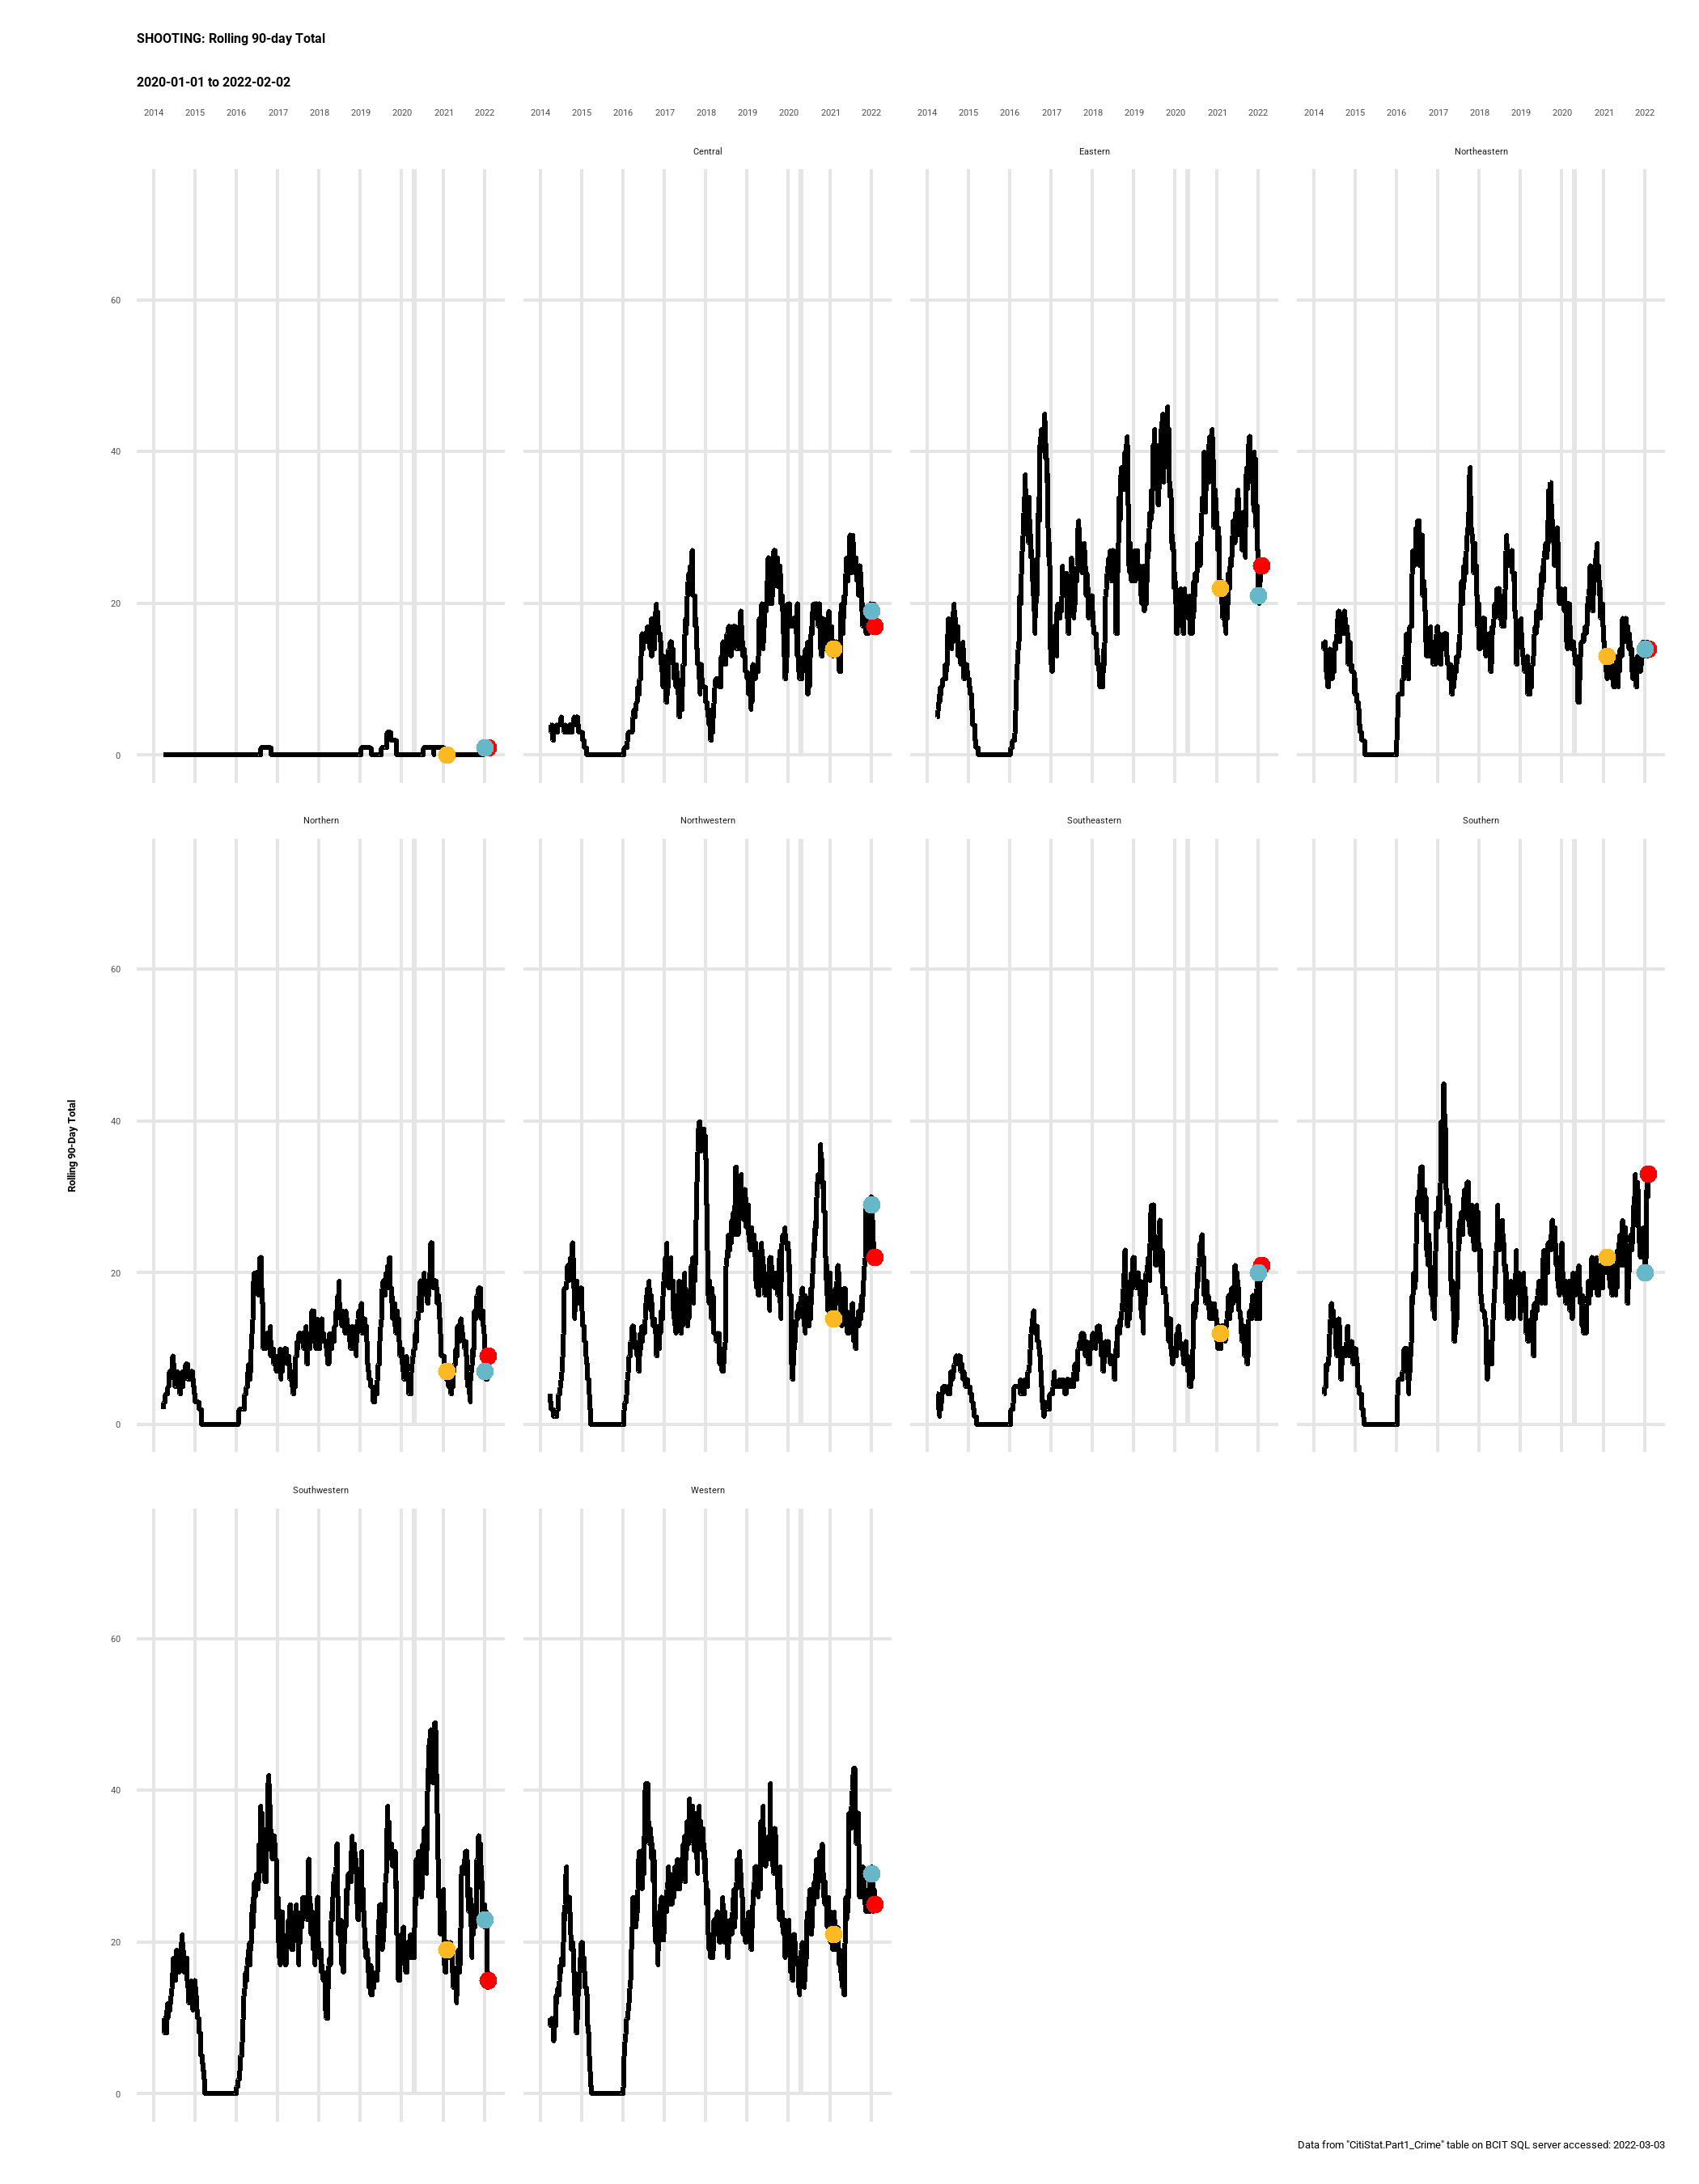 SHOOTING: Rolling 90-day Total
2020-01-01 to 2022-02-02
2014 2015 2016 2017 2018 2019 2020 2021 2022 2014 2015 2016 2017 2018 2019 2020 2021 2022 2014 2015 2016 2017 2018 2019 2020 2021 2022 2014 2015 2016 2017 2018 2019 2020 2021 2022
Central Eastern Northeastern
60
40
20
0
Northern Northwestern Southeastern Southern
60
40
20
0
Rolling 90-Day Total
Southwestern Western
60
40
20
0
Data from "CitiStat.Part1_Crime" table on BCIT SQL server accessed: 2022-03-03